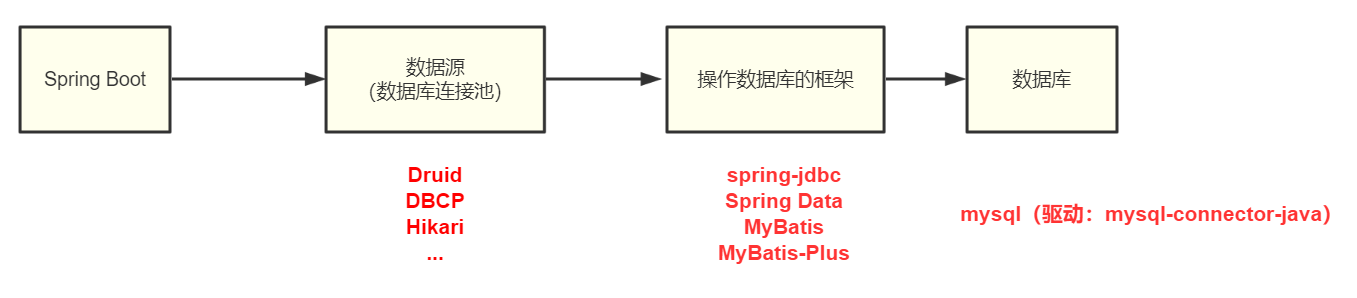 Spring Boot
数据源
（数据库连接池）
操作数据库的框架
数据库
Druid
DBCP
Hikari
...
spring-jdbc
Spring Data
MyBatis
MyBatis-Plus
mysql（驱动：mysql-connector-java）